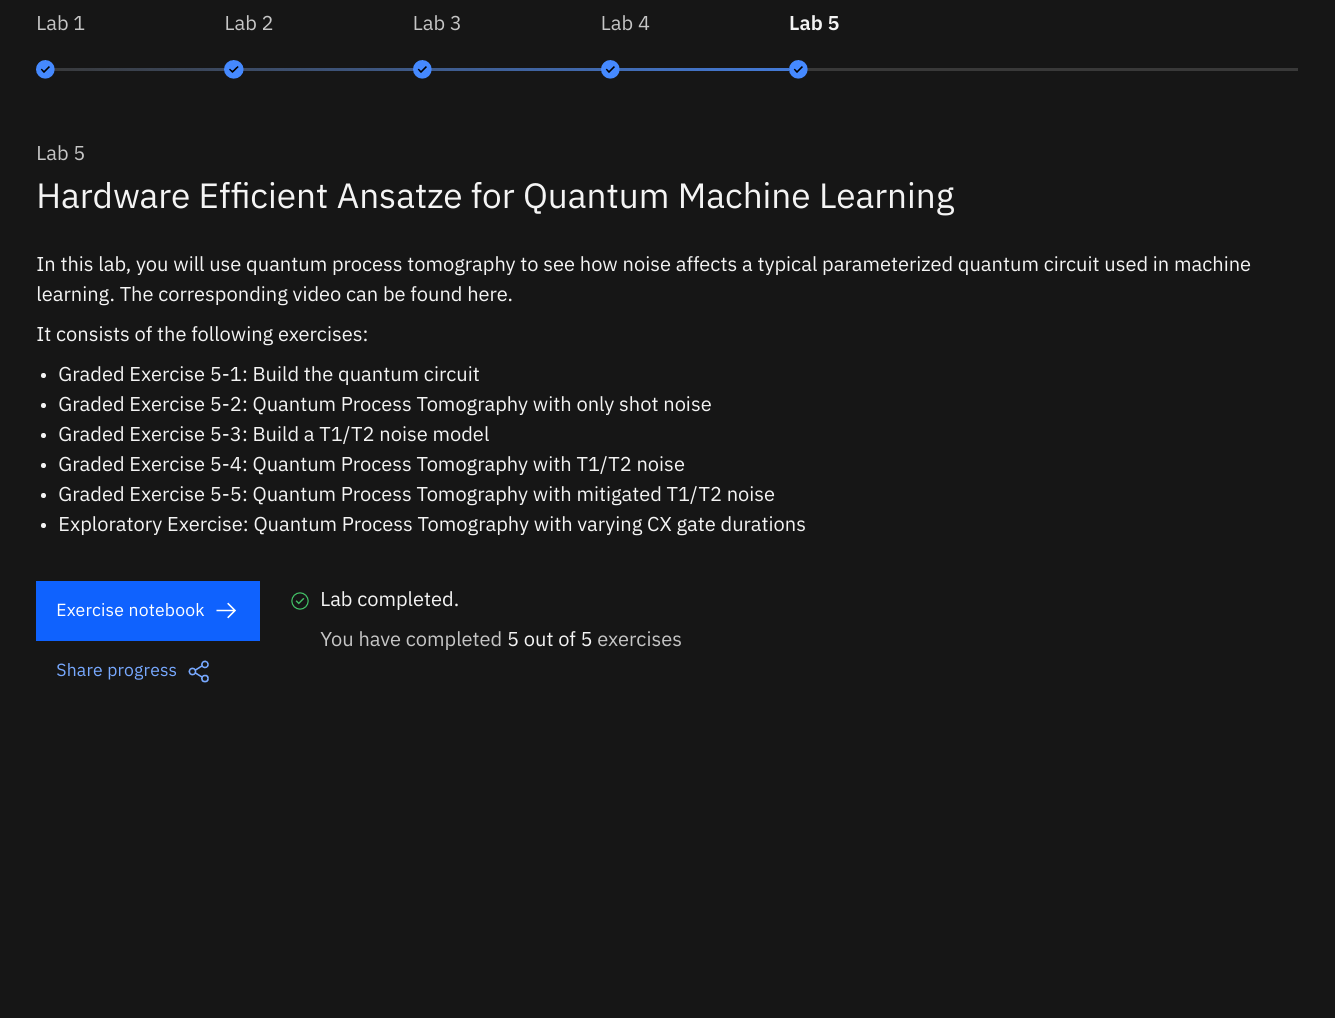 Lab 1
Lab 2
Lab 3
Lab 4
Lab 5
Lab 5
Hardware Efficient Ansatze for Quantum Machine Learning
In this lab, you will use quantum process tomography to see how noise affects a typical parameterized quantum circuit used in machine
learning. The corresponding video can be found here.
It consists of the following exercises:
• Graded Exercise 5-1: Build the quantum circuit
• Graded Exercise 5-2: Quantum Process Tomography with only shot noise
• Graded Exercise 5-3: Build a T1/T2 noise model
• Graded Exercise 5-4: Quantum Process Tomography with T1/T2 noise
• Graded Exercise 5-5: Quantum Process Tomography with mitigated T1/T2 noise
• Exploratory Exercise: Quantum Process Tomography with varying CX gate durations
Exercise notebook
Lab completed.
You have completed 5 out of 5 exercises
Share progress